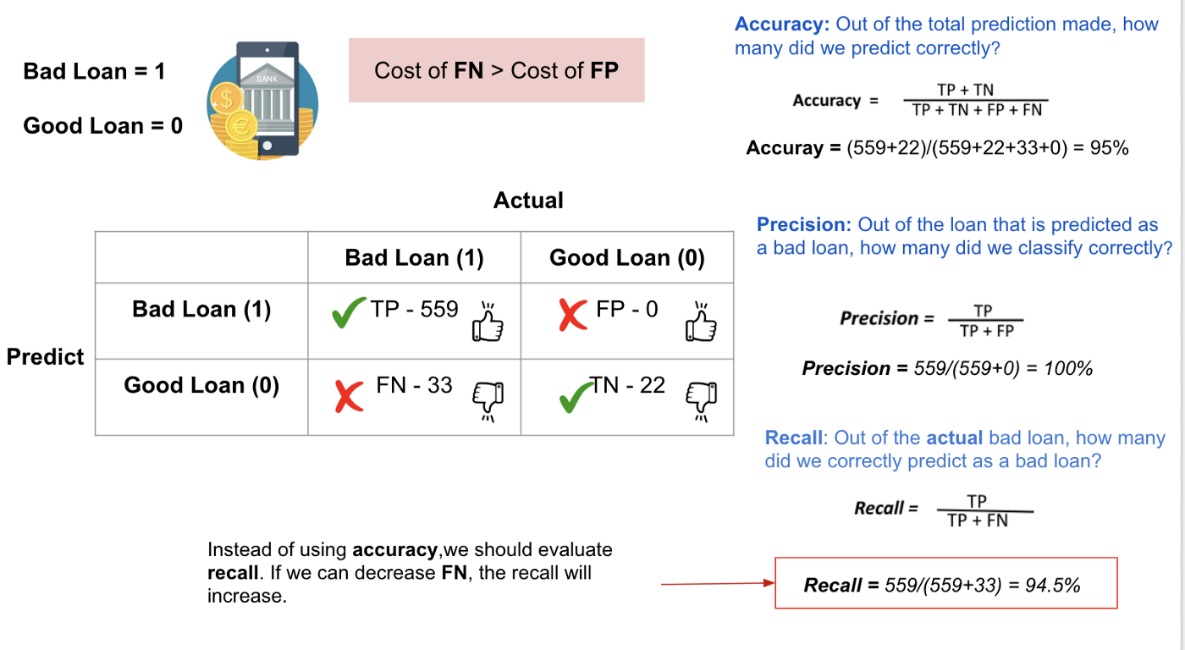 Bad Loan = 1
Good Loan = 0
BANK
$
€
Cost of FN > Cost of FP
Accuracy: Out of the total prediction made, how
many did we predict correctly?
Accuracy = TP + TN
TP + TN + FP + FN
Accuray = (559+22)/(559+22+33+0) = 95%
Actual
Bad Loan (1) Good Loan (0)
Bad Loan (1) TP - 559 FP - 0
Predict
Good Loan (0) FN - 33 TN - 22
Precision: Out of the loan that is predicted as
a bad loan, how many did we classify correctly?
Precision = TP
TP + FP
Precision = 559/(559+0) = 100%
Recall: Out of the actual bad loan, how many
did we correctly predict as a bad loan?
Recall = TP
TP + FN
Instead of using accuracy,we should evaluate
recall. If we can decrease FN, the recall will
increase.
Recall = 559/(559+33) = 94.5%